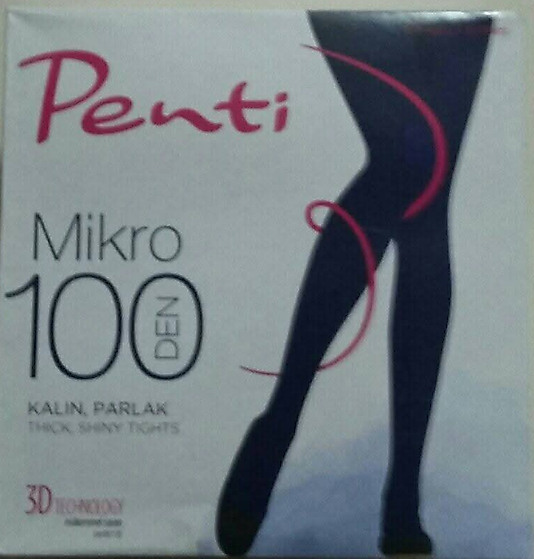 Penti
Mikro
100 DEN
KALIN, PARLAK
THICK, SHINY TIGHTS
3D TECHNOLOGY